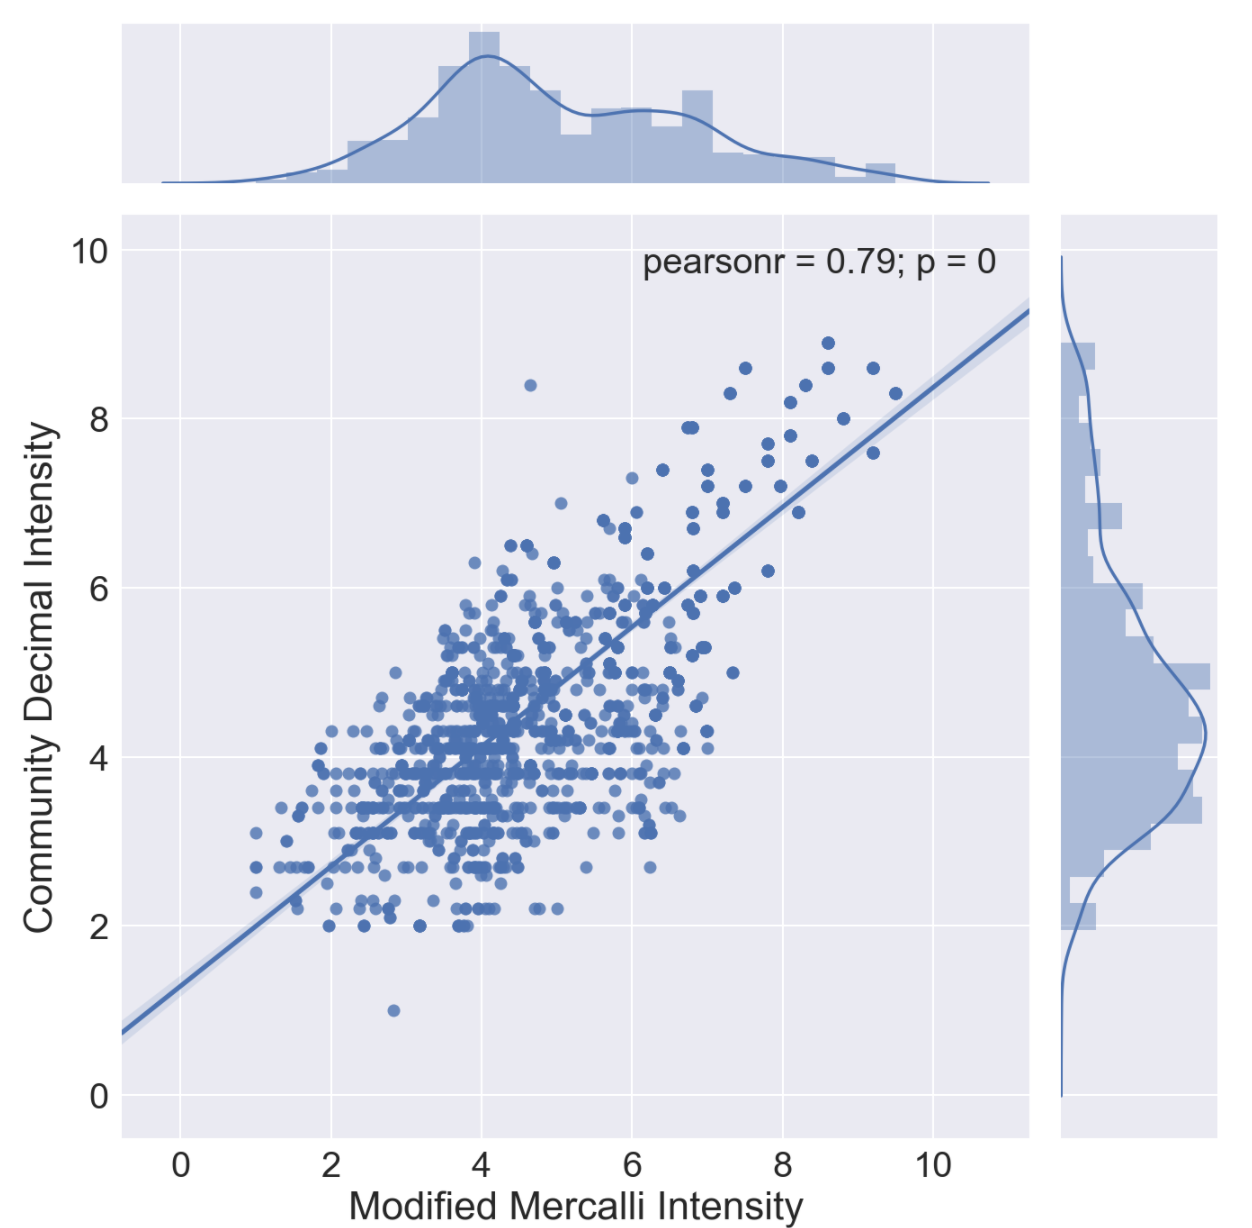 pearsonr = 0.79; p = 0
10
8
6
4
2
0
Community Decimal Intensity
0 2 4 6 8 10
Modified Mercalli Intensity